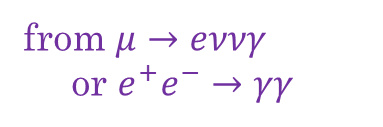 from μ → eννγ
or e⁺e⁻ → γγ